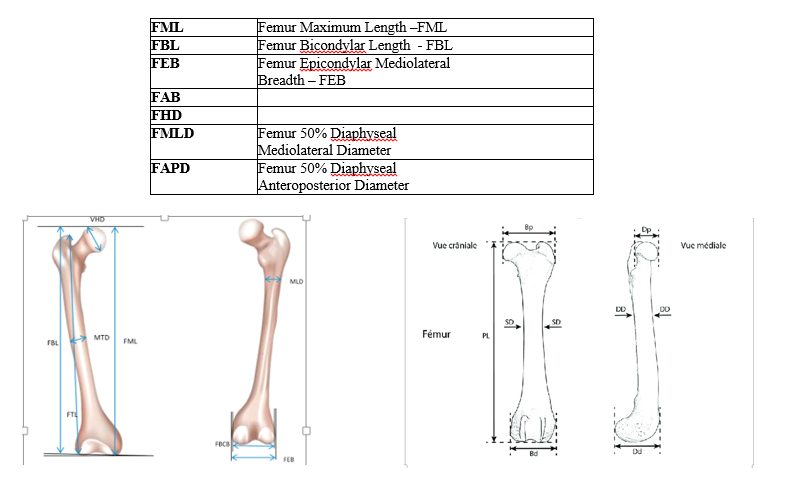 FML Femur Maximum Length –FML
FBL Femur Bicondylar Length - FBL
FEB Femur Epicondylar Mediolateral
Breadth – FEB
FAB
FHD
FMLD Femur 50% Diaphyseal
Mediolateral Diameter
FAPD Femur 50% Diaphyseal
Anteroposterior Diameter
VHD
MLD
FBL
MTD
FML
FTL
FBCB
FEB
Bp
Dp
Vue crâniale
Vue médiale
DD
DD
SD
SD
Fémur
PL
Bd
Dd